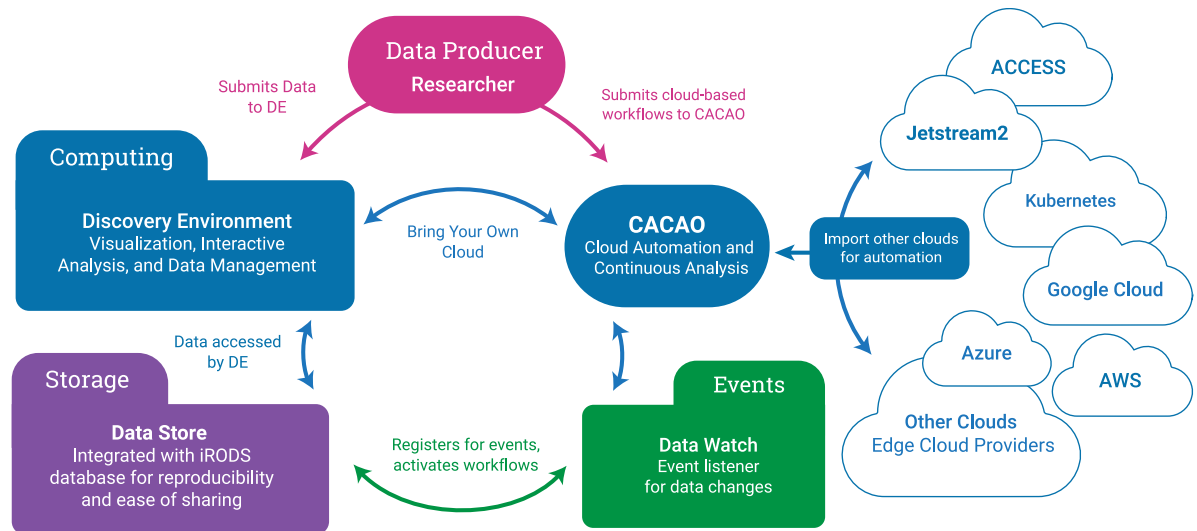 Data Producer
Researcher
Submits Data
to DE
Submits cloud-based
workflows to CACAO
ACCESS
Jetstream2
Kubernetes
Google Cloud
Azure
AWS
Other Clouds
Edge Cloud Providers
Computing
Discovery Environment
Visualization, Interactive
Analysis, and Data Management
Bring Your Own
Cloud
CACAO
Cloud Automation and
Continuous Analysis
Import other clouds
for automation
Data accessed
by DE
Storage
Data Store
Integrated with iRODS
database for reproducibility
and ease of sharing
Registers for events,
activates workflows
Events
Data Watch
Event listener
for data changes